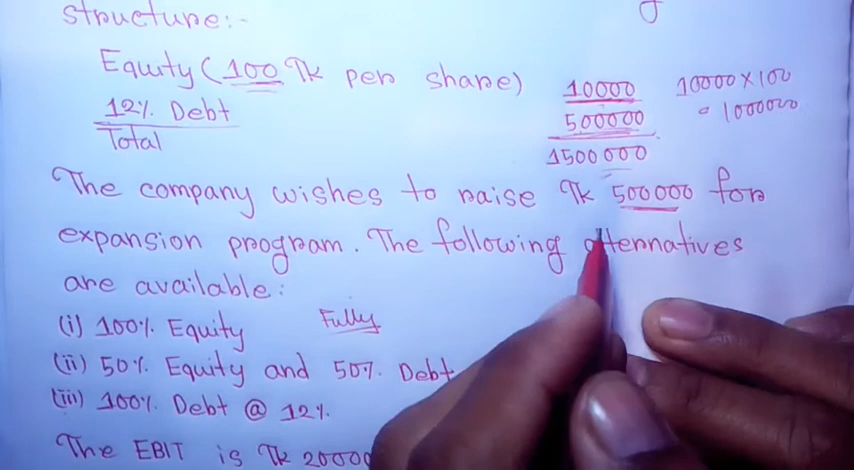 structure:-
Equity (100 Tk per share) 10000 10000×100
12% Debt 500000 = 1000000
Total 1500000
The company wishes to raise Tk 500000 for
expansion program. The following alternatives
are available:
(i) 100% Equity Fully
(ii) 50% Equity and 50% Debt
(iii) 100% Debt @ 12%.
The EBIT is Tk 20000